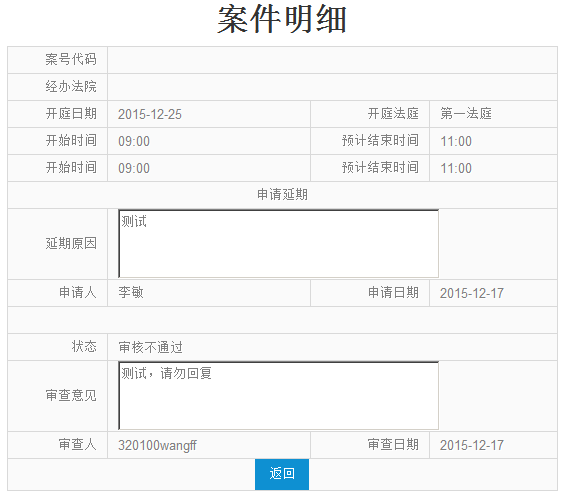 案件明细
案号代码
经办法院
开庭日期 2015-12-25 开庭法庭 第一法庭
开始时间 09:00 预计结束时间 11:00
开始时间 09:00 预计结束时间 11:00
申请延期
延期原因 测试
申请人 李敏 申请日期 2015-12-17
状态 审核不通过
审查意见 测试，请勿回复
审查人 320100wangff 审查日期 2015-12-17
返回